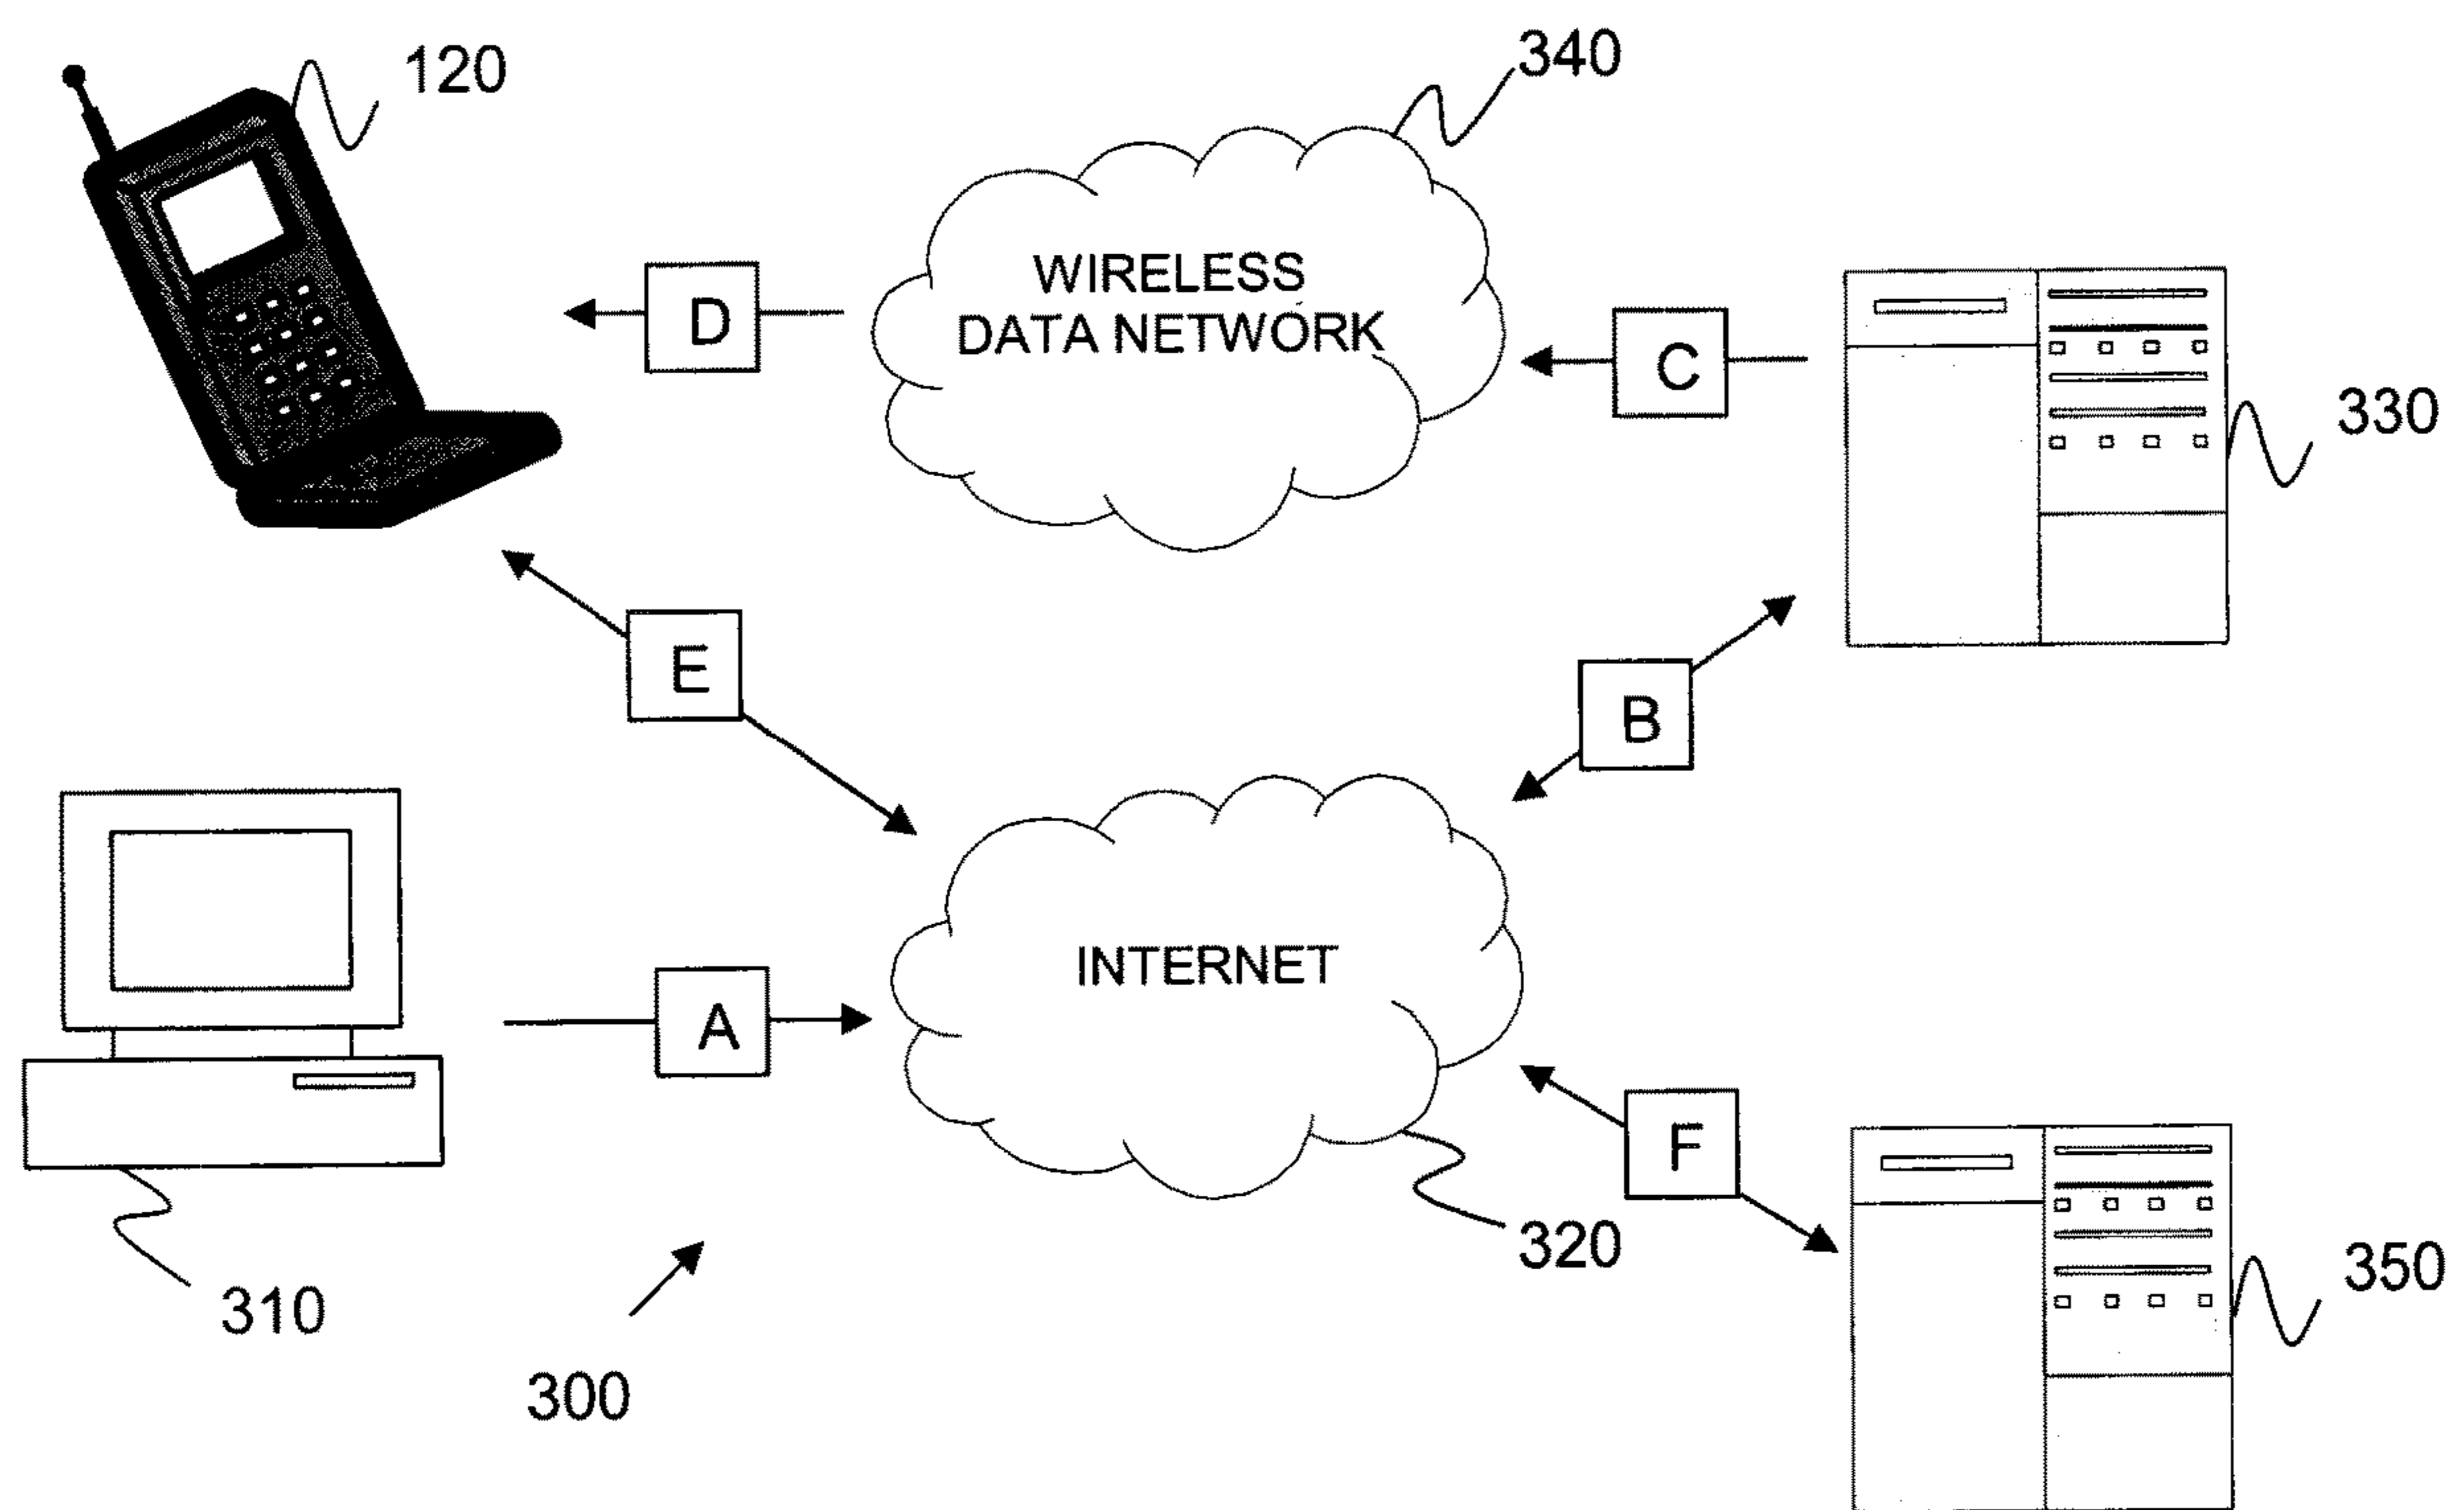 120
340
WIRELESS
DATA NETWORK
D
C
330
E
B
INTERNET
A
F
320
310
350
300